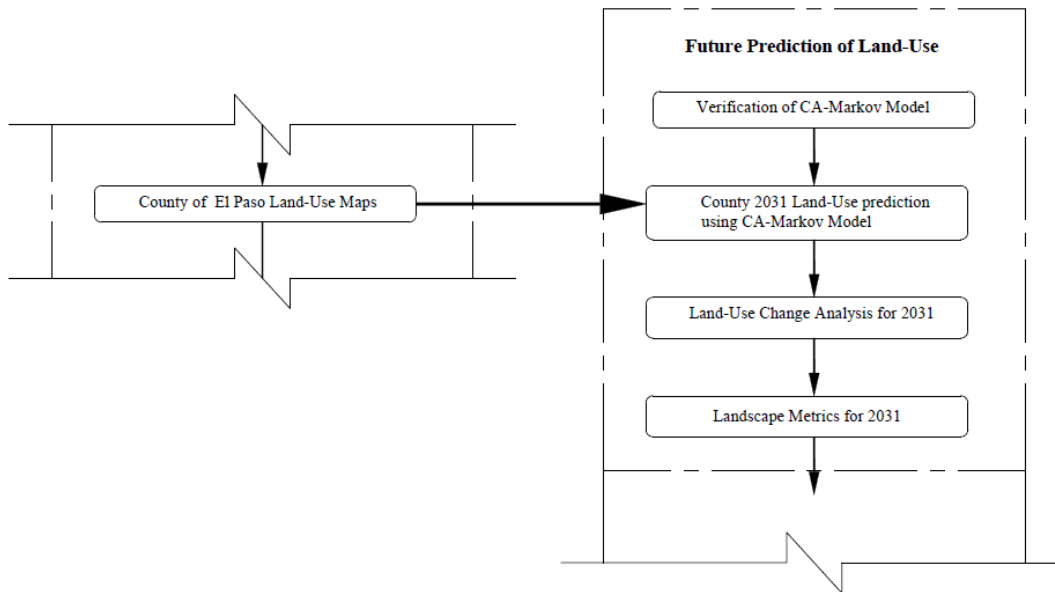 Future Prediction of Land-Use
Verification of CA-Markov Model
County of El Paso Land-Use Maps
County 2031 Land-Use prediction
using CA-Markov Model
Land-Use Change Analysis for 2031
Landscape Metrics for 2031